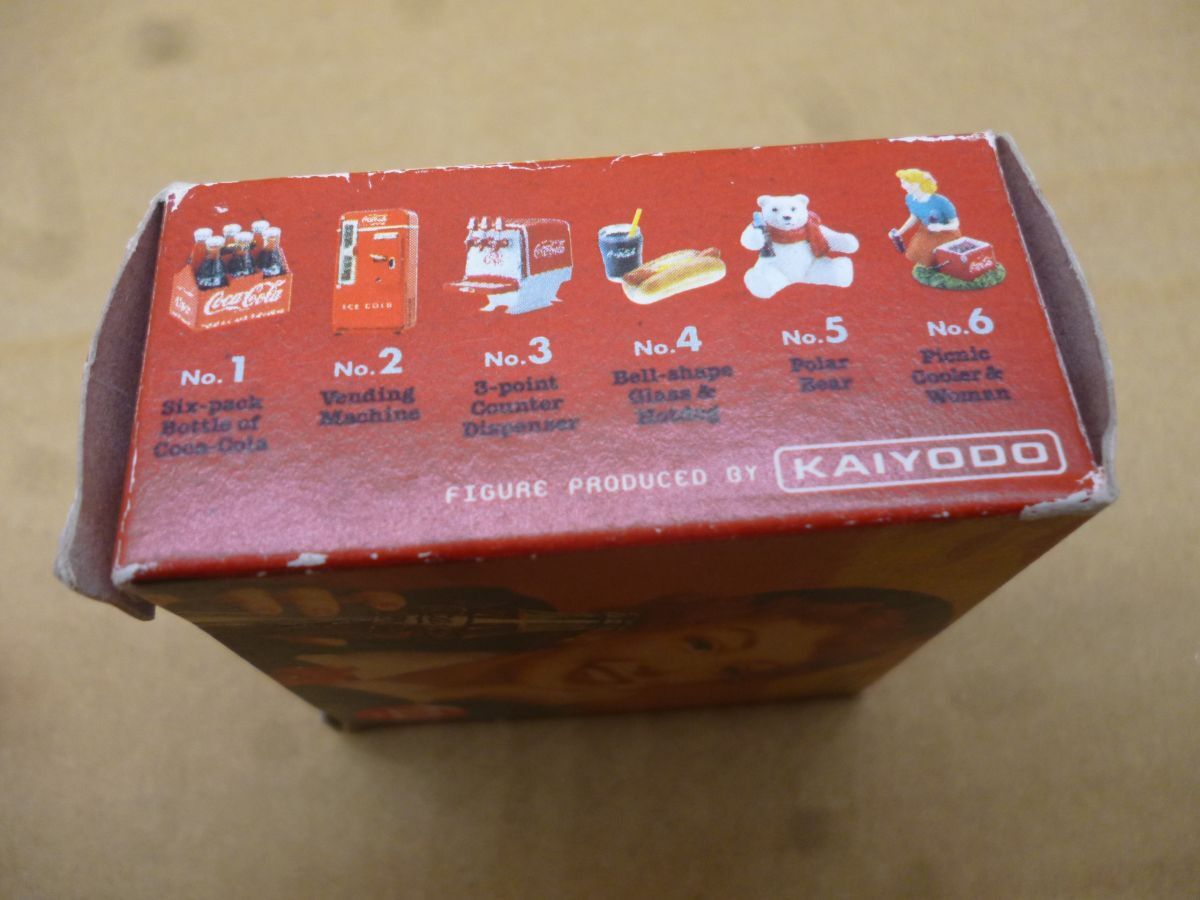 Coca-Cola
Coca-Cola
ICE COLD
Coca-Cola
Coca-Cola
No. 1
Six-pack
Bottle of
Coca-Cola
No. 2
Vending
Machine
No. 3
3-point
Counter
Dispenser
No. 4
Bell-shape
Glass &
Hotdog
No. 5
Polar
Bear
No. 6
Picnic
Cooler &
Woman
FIGURE PRODUCED BY KAIYODO